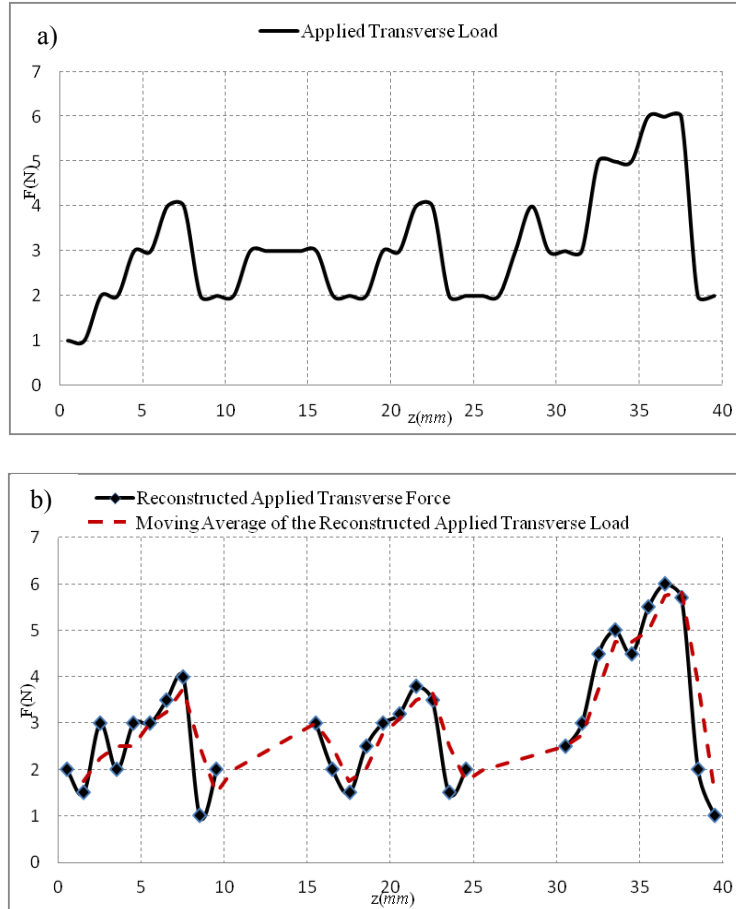 a)
Applied Transverse Load
7
6
5
4
3
2
1
0
F(N)
0 5 10 15 20 25 30 35 40
z(mm)
b)
Reconstructed Applied Transverse Force
Moving Average of the Reconstructed Applied Transverse Load
7
6
5
4
3
2
1
0
F(N)
0 5 10 15 20 25 30 35 40
z(mm)